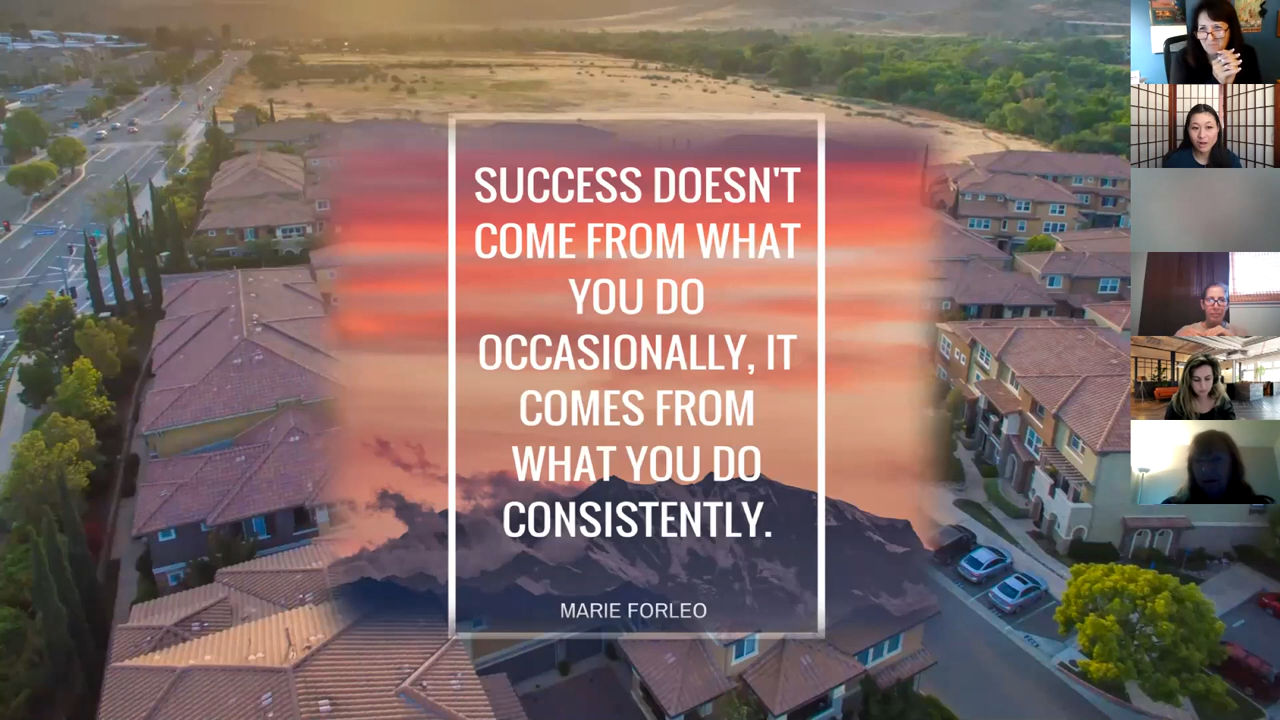 SUCCESS DOESN'T
COME FROM WHAT
YOU DO
OCCASIONALLY, IT
COMES FROM
WHAT YOU DO
CONSISTENTLY.
MARIE FORLEO